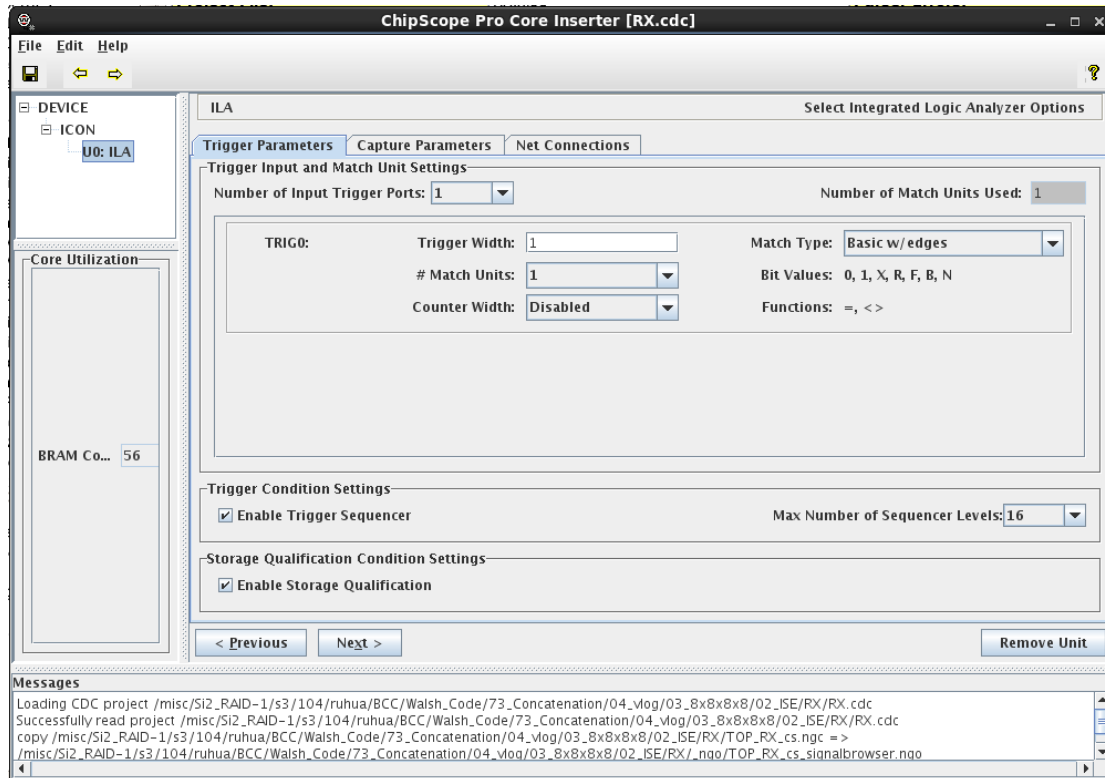 ChipScope Pro Core Inserter [RX.cdc]
File Edit Help
DEVICE
ICON
U0: ILA
ILA
Select Integrated Logic Analyzer Options
Trigger Parameters
Capture Parameters
Net Connections
Trigger Input and Match Unit Settings
Number of Input Trigger Ports: 1
Number of Match Units Used: 1
TRIG0:
Trigger Width: 1
Match Type: Basic w/edges
# Match Units: 1
Bit Values: 0, 1, X, R, F, B, N
Counter Width: Disabled
Functions: =, <>
Core Utilization
BRAM Co... 56
Trigger Condition Settings
Enable Trigger Sequencer
Max Number of Sequencer Levels: 16
Storage Qualification Condition Settings
Enable Storage Qualification
< Previous
Next >
Remove Unit
Messages
Loading CDC project /misc/Si2_RAID-1/s3/104/ruhua/BCC/Walsh_Code/73_Concatenation/04_vlog/03_8x8x8x8/02_ISE/RX/RX.cdc
Successfully read project /misc/Si2_RAID-1/s3/104/ruhua/BCC/Walsh_Code/73_Concatenation/04_vlog/03_8x8x8x8/02_ISE/RX/RX.cdc
copy /misc/Si2_RAID-1/s3/104/ruhua/BCC/Walsh_Code/73_Concatenation/04_vlog/03_8x8x8x8/02_ISE/RX/TOP_RX_cs.ngc =>
/misc/Si2_RAID-1/s3/104/ruhua/BCC/Walsh_Code/73_Concatenation/04_vlog/03_8x8x8x8/02_ISE/RX/_ngo/TOP_RX_cs_signalbrowser.ngo